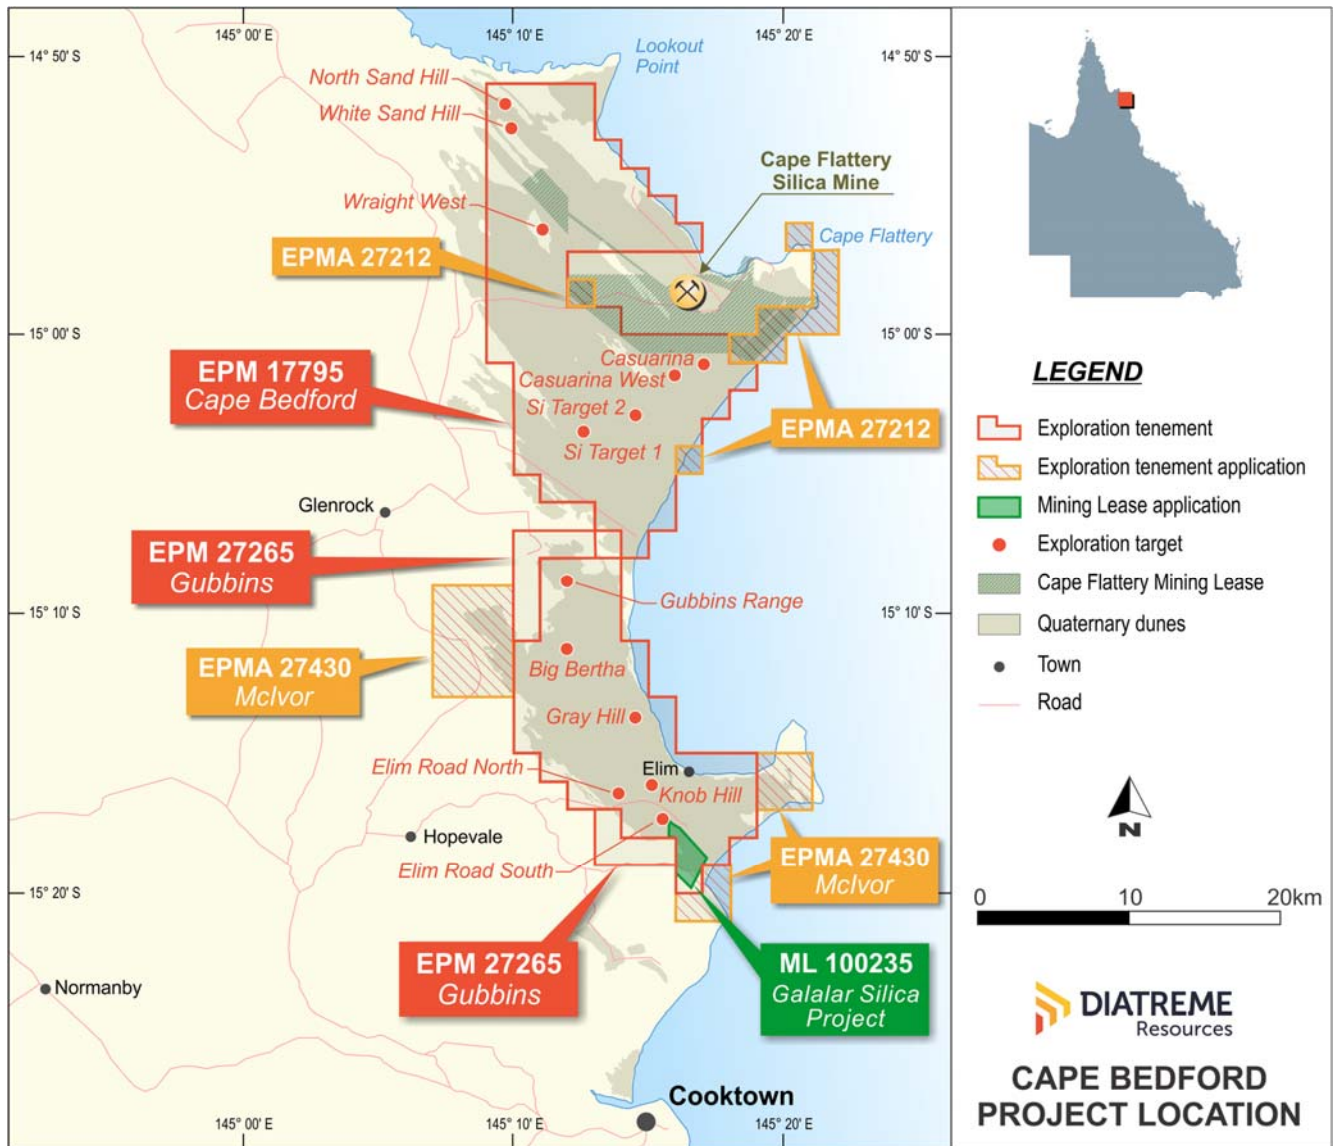 145° 00' E
145° 10' E
145° 20' E
14° 50' S
14° 50' S
Lookout
Point
North Sand Hill
White Sand Hill
Cape Flattery
Silica Mine
Wraight West
Cape Flattery
EPMA 27212
15° 00' S
15° 00' S
EPM 17795
Cape Bedford
Casuarina
Casuarina West
Si Target 2
Si Target 1
EPMA 27212
Glenrock
EPM 27265
Gubbins
Gubbins Range
15° 10' S
15° 10' S
EPMA 27430
McIvor
Big Bertha
Gray Hill
Elim Road North
Elim
Knob Hill
Hopevale
Elim Road South
EPMA 27430
McIvor
15° 20' S
15° 20' S
EPM 27265
Gubbins
ML 100235
Galalar Silica
Project
Normanby
Cooktown
145° 00' E
145° 10' E
145° 20' E
LEGEND
Exploration tenement
Exploration tenement application
Mining Lease application
Exploration target
Cape Flattery Mining Lease
Quaternary dunes
Town
Road
N
0 10 20km
DIATREME
Resources
CAPE BEDFORD
PROJECT LOCATION